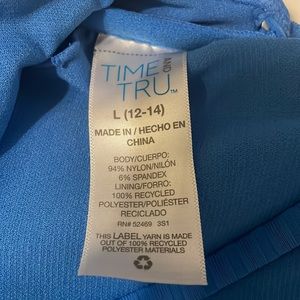 TIME AND
TRU™
L (12-14)
MADE IN / HECHO EN
CHINA
BODY/CUERPO:
94% NYLON/NILÓN
6% SPANDEX
LINING/FORRO:
100% RECYCLED
POLYESTER/POLIÉSTER
RECICLADO
RN# 52469 3S1
THIS LABEL YARN IS MADE
OUT OF 100% RECYCLED
POLYESTER MATERIALS